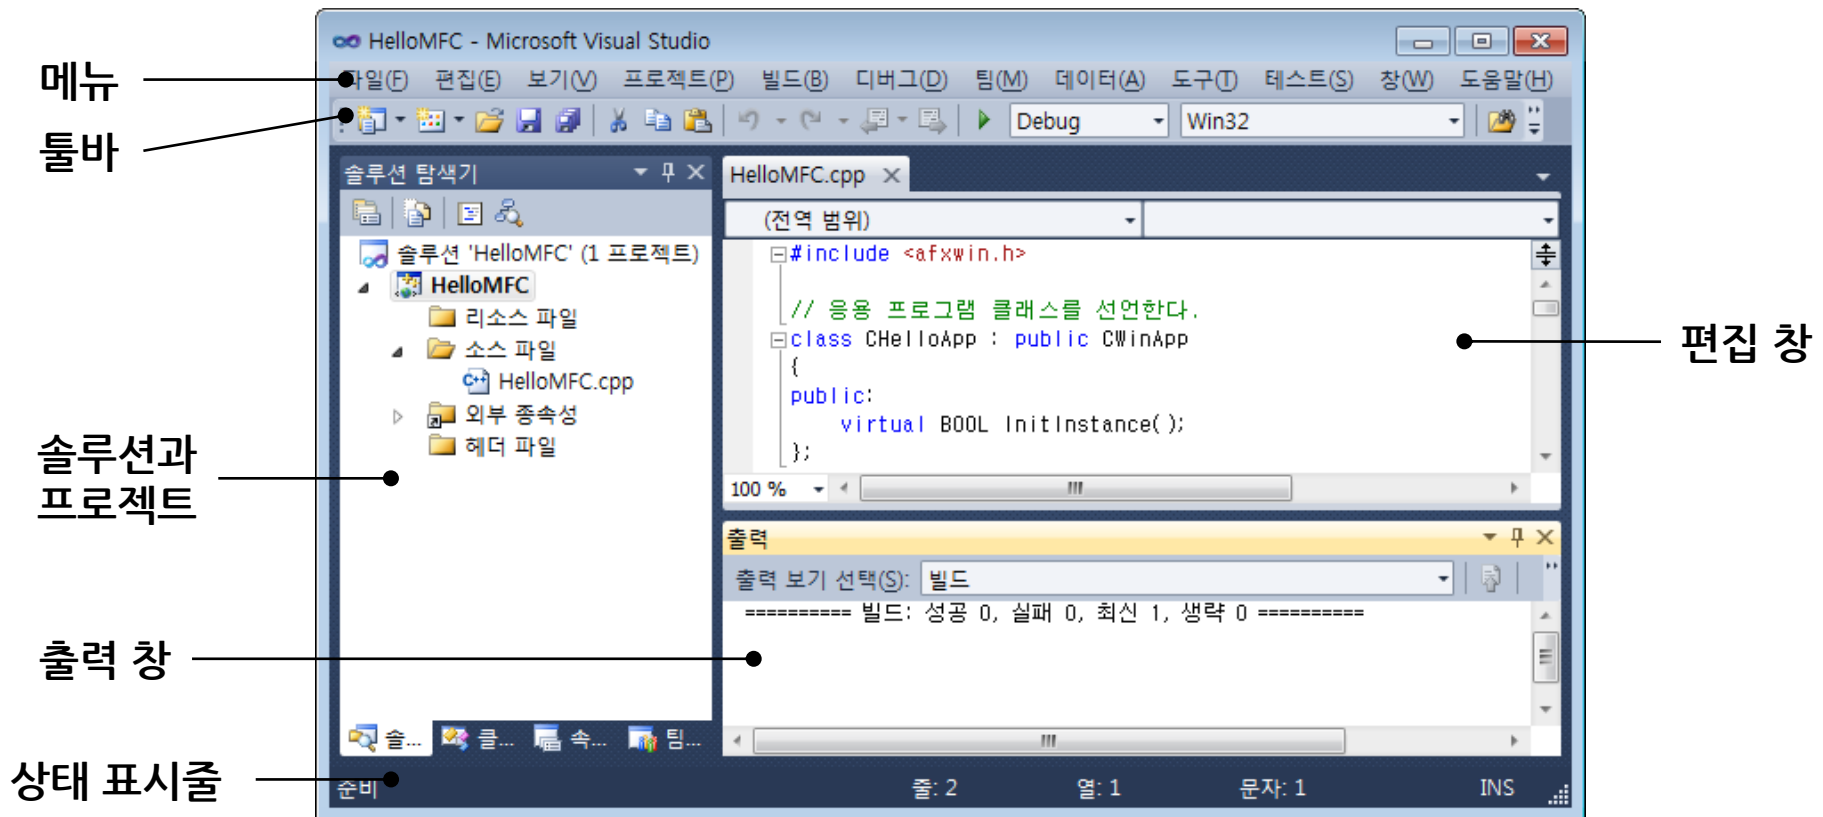 HelloMFC - Microsoft Visual Studio
메뉴
파일(F) 편집(E) 보기(V) 프로젝트(P) 빌드(B) 디버그(D) 팀(M) 데이터(A) 도구(T) 테스트(S) 창(W) 도움말(H)
툴바
Debug Win32
솔루션 탐색기
솔루션 'HelloMFC' (1 프로젝트)
HelloMFC
리소스 파일
소스 파일
HelloMFC.cpp
외부 종속성
헤더 파일
솔루션과
프로젝트
솔... 클... 속... 팀...
HelloMFC.cpp
(전역 범위)
#include <afxwin.h>
// 응용 프로그램 클래스를 선언한다.
class CHelloApp : public CWinApp
{
public:
virtual BOOL InitInstance();
};
100 %
편집 창
출력
출력 보기 선택(S): 빌드
========== 빌드: 성공 0, 실패 0, 최신 1, 생략 0 ==========
출력 창
상태 표시줄
준비 줄: 2 열: 1 문자: 1 INS